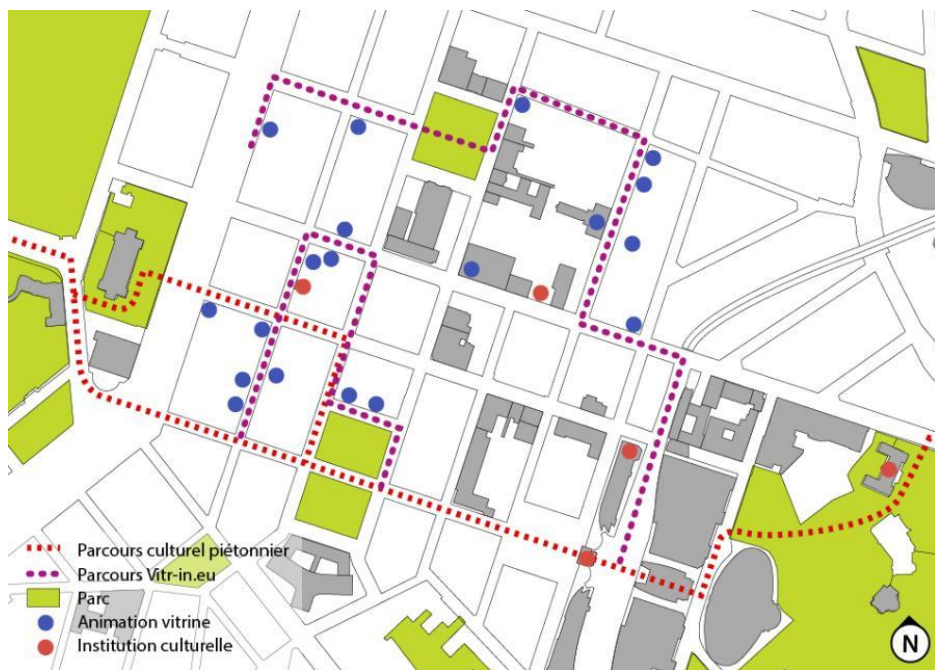 Parcours culturel piétonnier
Parcours Vitr-in.eu
Parc
Animation vitrine
Institution culturelle
N